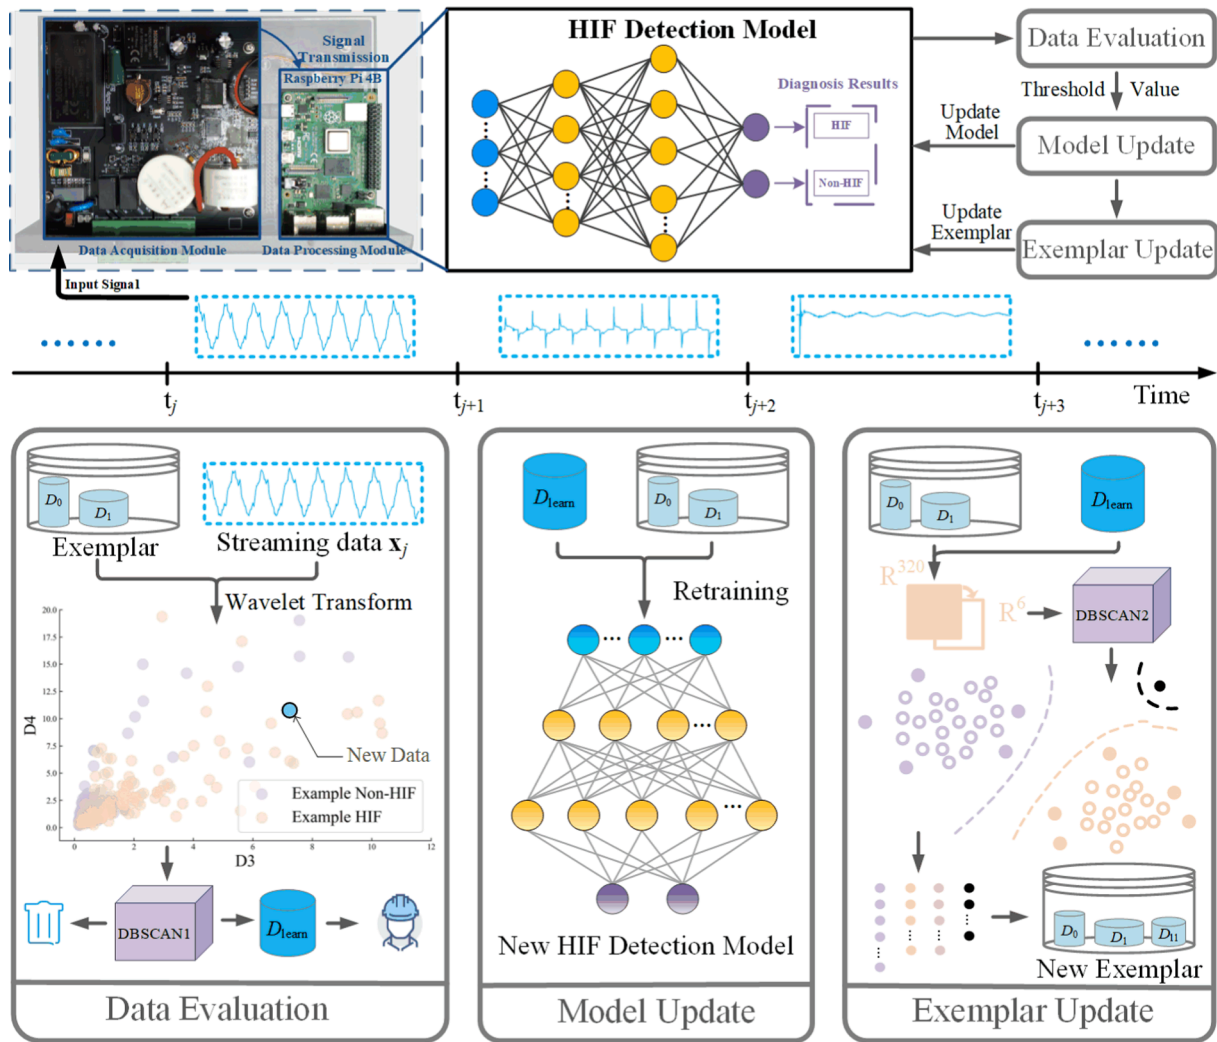 Signal
Transmission
Raspberry Pi 4B
Data Acquisition Module
Data Processing Module
Input Signal
HIF Detection Model
Diagnosis Results
HIF
Non-HIF
Data Evaluation
Threshold Value
Update
Model
Model Update
Update
Exemplar
Exemplar Update
t_j
t_{j+1}
t_{j+2}
t_{j+3}
Time
D_0
D_1
Exemplar
Streaming data x_j
Wavelet Transform
20.0
17.5
15.0
12.5
10.0
7.5
5.0
2.5
0.0
D4
New Data
Example Non-HIF
Example HIF
0
2
4
6
8
10
12
D3
DBSCAN1
D_learn
Data Evaluation
D_learn
D_0
D_1
Retraining
New HIF Detection Model
Model Update
D_0
D_1
D_learn
R^320
R^6
DBSCAN2
D_0
D_1
D_11
New Exemplar
Exemplar Update